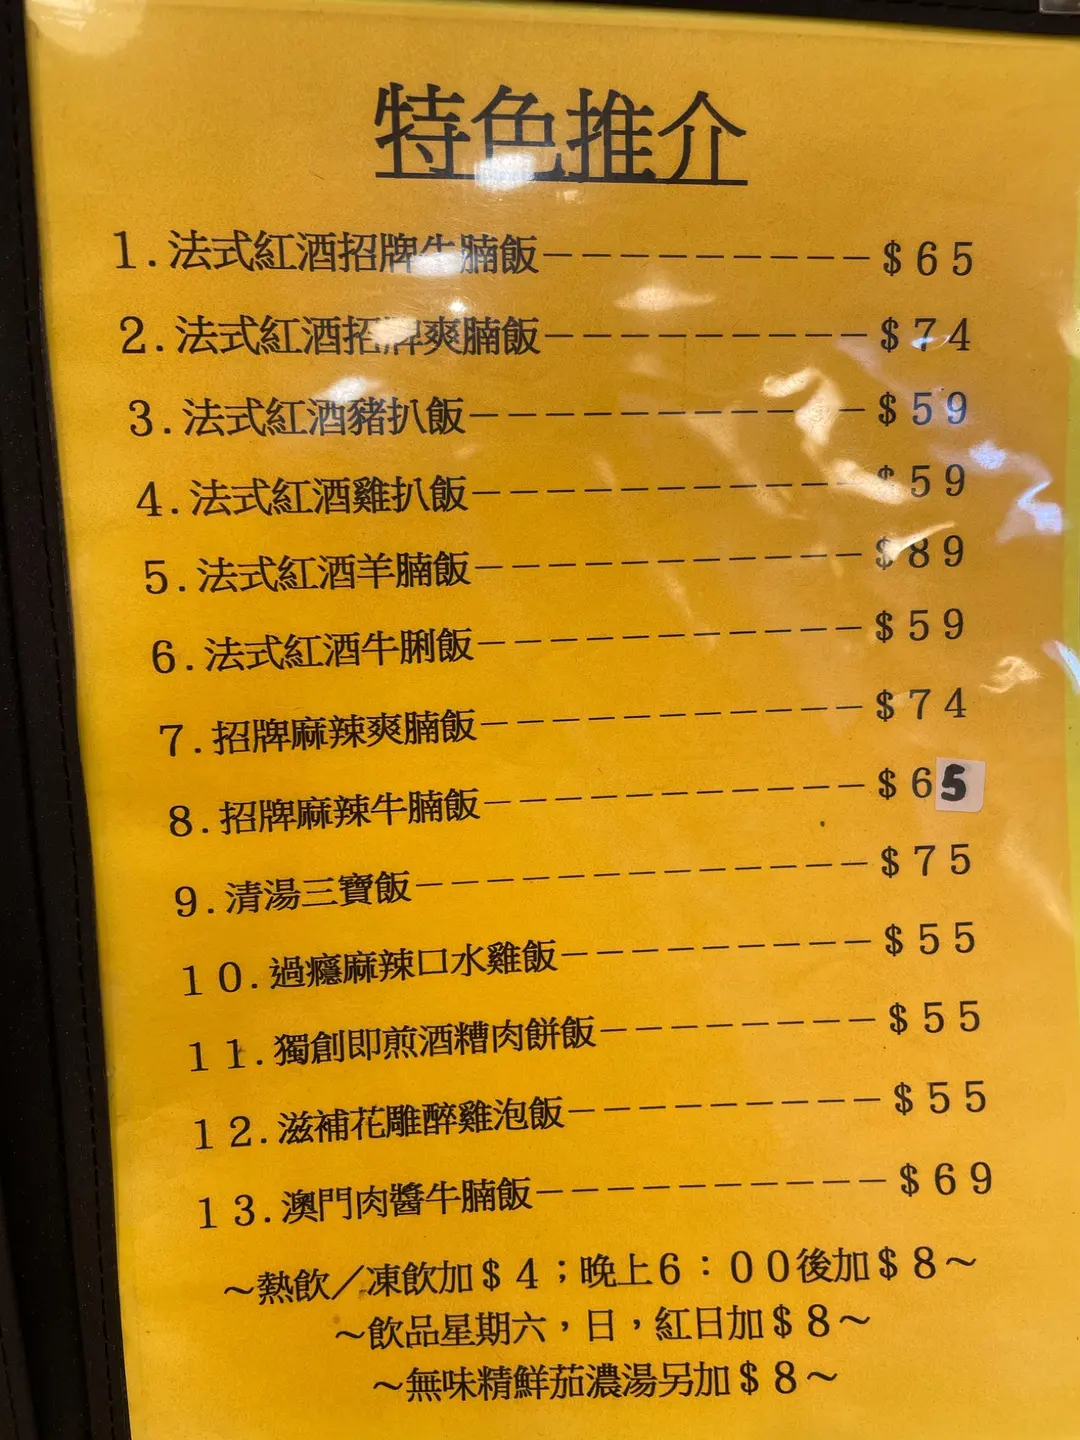 特色推介
1.法式紅酒招牌牛腩飯—————————$65
2.法式紅酒招牌爽腩飯—————————$74
3.法式紅酒豬扒飯———————————$59
4.法式紅酒雞扒飯———————————$59
5.法式紅酒羊腩飯———————————$89
6.法式紅酒牛脷飯———————————$59
7.招牌麻辣爽腩飯———————————$74
8.招牌麻辣牛腩飯———————————$65
9.清湯三寶飯—————————————$75
10.過癮麻辣口水雞飯—————————$55
11.獨創即煎酒糟肉餅飯————————$55
12.滋補花雕醉雞泡飯—————————$55
13.澳門肉醬牛腩飯——————————$69
～熱飲／凍飲加$4；晚上6：00後加$8～
～飲品星期六，日，紅日加$8～
～無味精鮮茄濃湯另加$8～